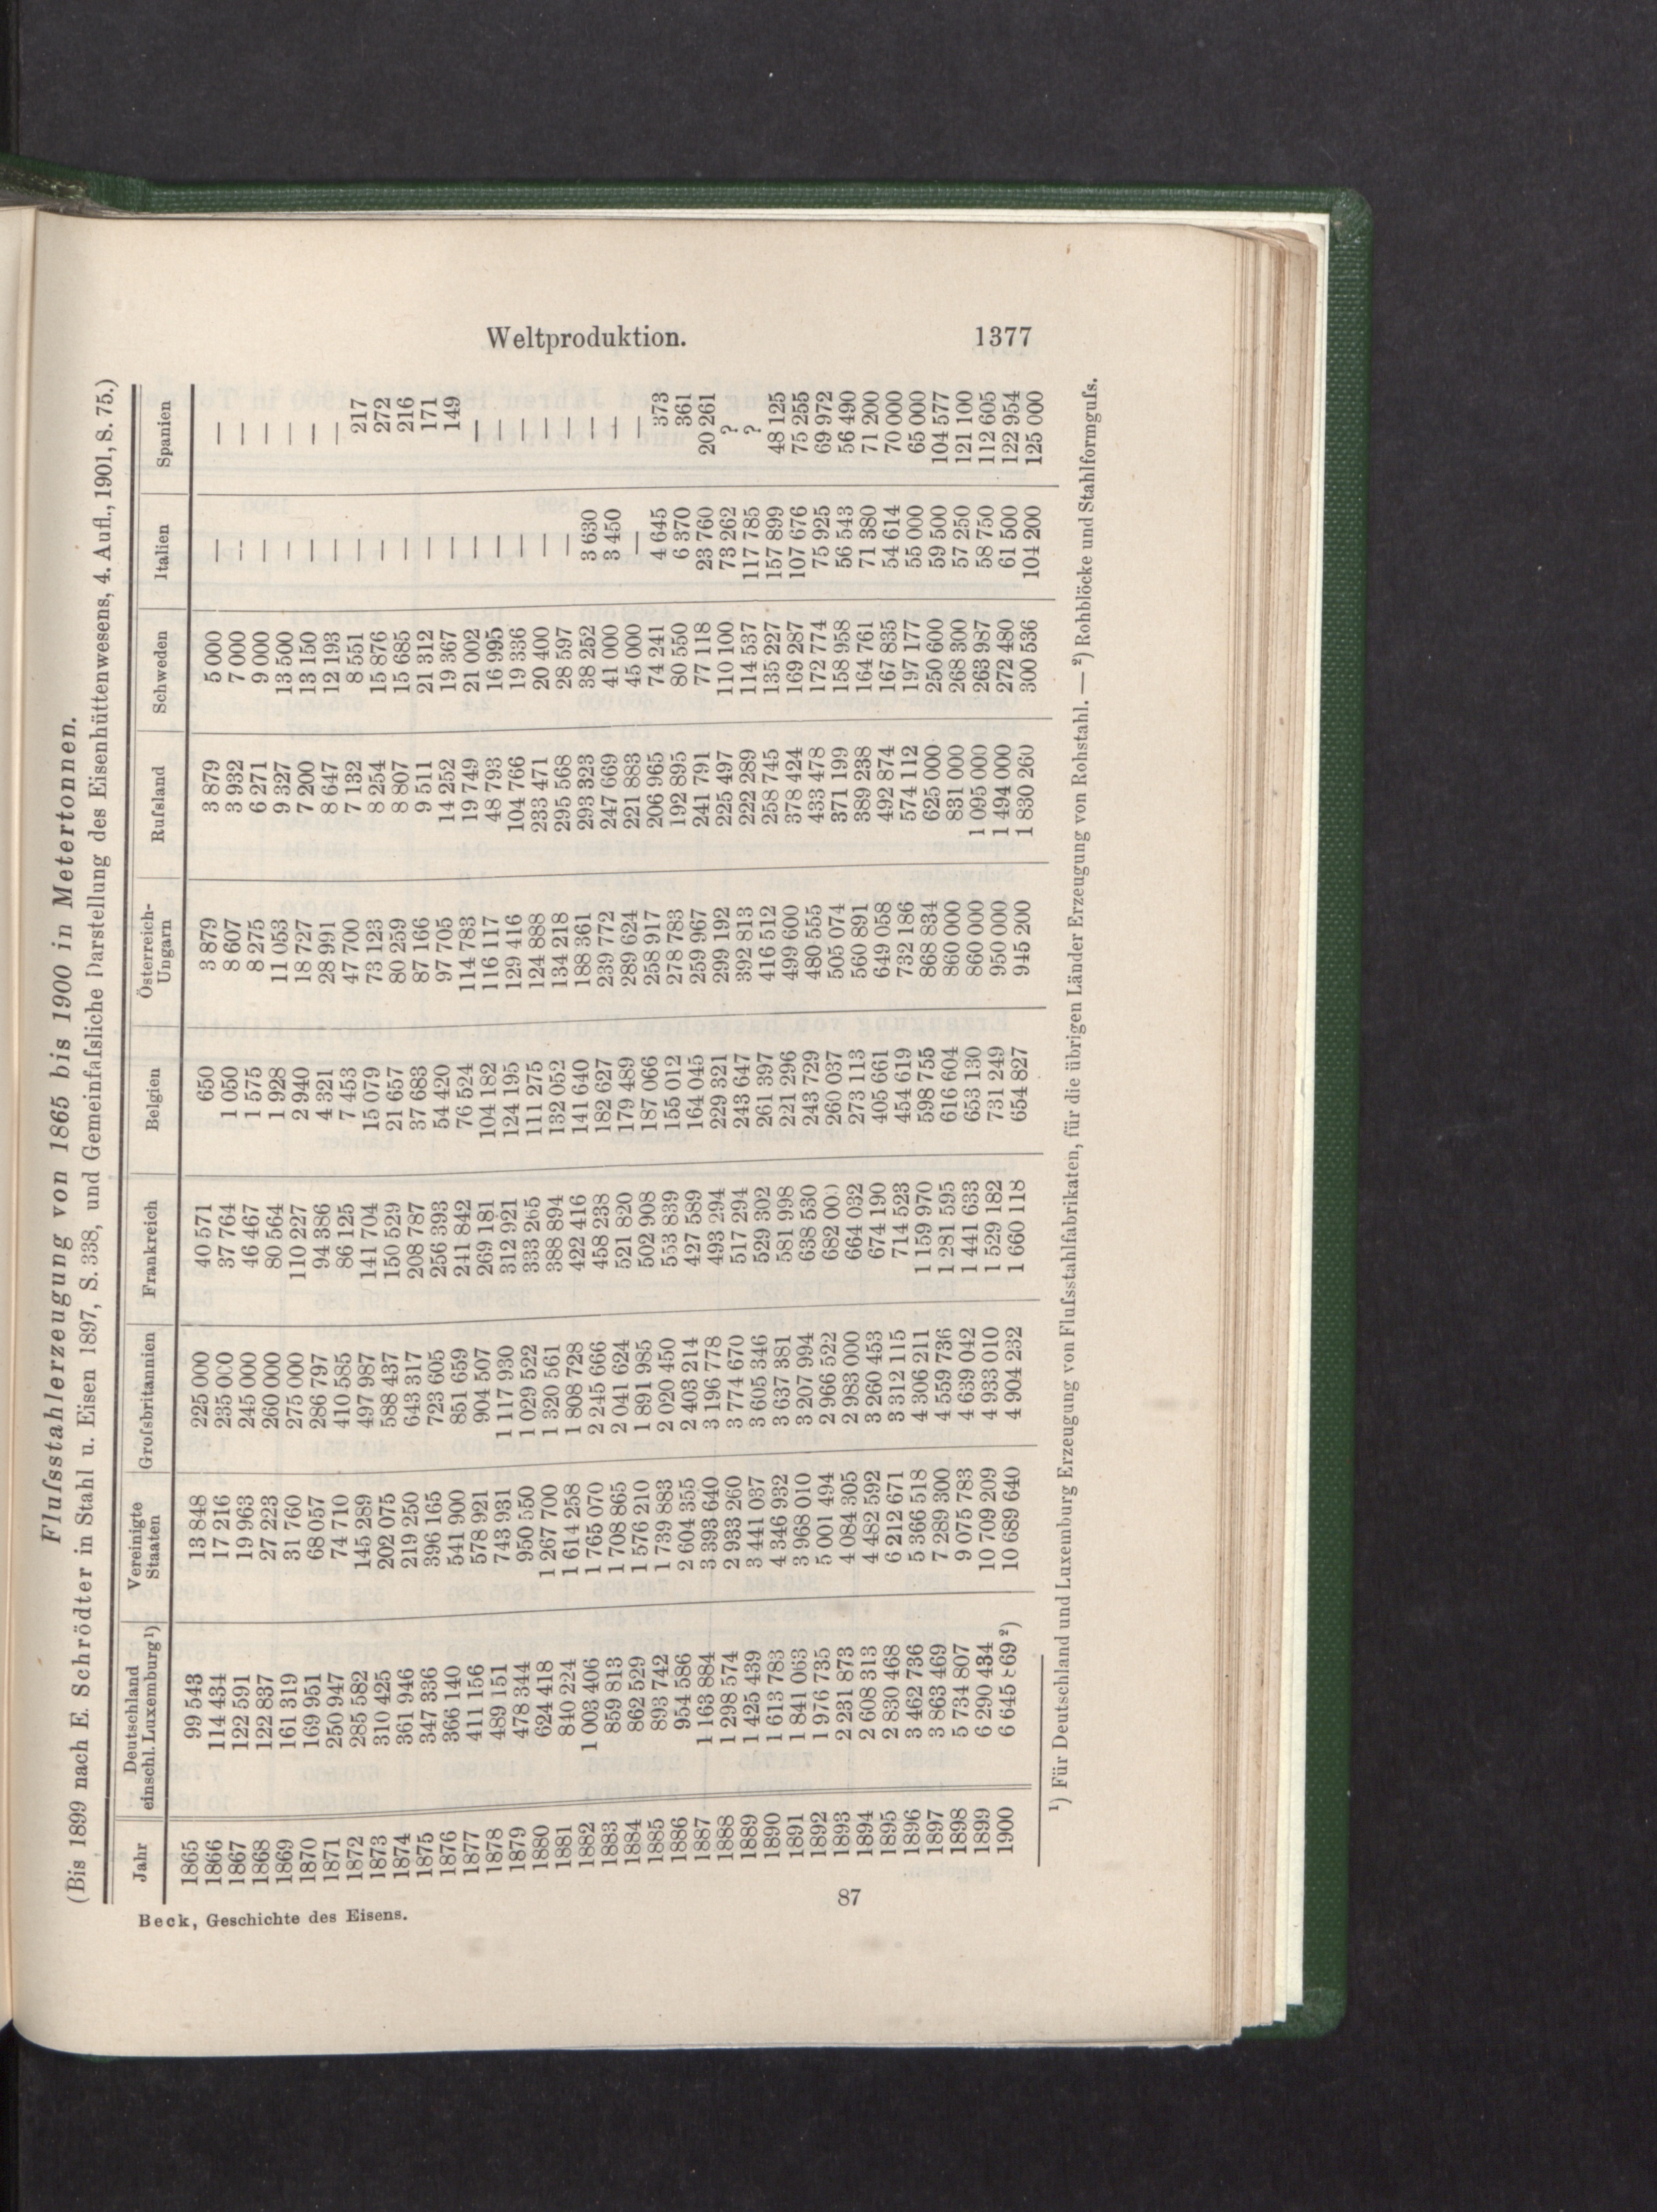 Weltproduktion. 1377
Fluſsstahlerzeugung von 1865 bis 1900 in Metertonnen.
(Bis 1899 nach E. Schrödter in Stahl u. Eisen 1897, S. 338, und Gemeinfaſsliche Darstellung des Eisenhüttenwesens, 4. Aufl., 1901, S. 75.)
Jahr Deutschland einschl. Luxemburg ¹) Vereinigte Staaten Groſsbritannien Frankreich Belgien Österreich-Ungarn Ruſsland Schweden Italien Spanien
1865 99 543 13 848 225 000 40 571 650 3 879 3 879 5 000 — —
1866 114 434 17 216 235 000 37 764 1 050 8 607 3 932 7 000 — —
1867 122 591 19 963 245 000 46 467 1 575 8 275 6 271 9 000 — —
1868 122 837 27 223 260 000 80 564 1 928 11 053 9 327 13 500 — —
1869 161 319 31 760 275 000 110 227 2 940 18 727 7 200 13 150 — —
1870 169 951 68 057 286 797 94 386 4 321 28 991 8 647 12 193 — —
1871 250 947 74 710 410 585 86 125 7 453 47 700 7 132 8 551 — 217
1872 285 582 145 289 497 987 141 704 15 079 73 123 8 254 15 876 — 272
1873 310 425 202 075 588 437 150 529 21 657 80 259 8 807 15 685 — 216
1874 361 946 219 250 643 317 208 787 37 683 87 166 9 511 21 312 — 171
1875 347 336 396 165 723 605 256 393 54 420 97 705 14 252 19 367 — 149
1876 366 140 541 900 851 659 241 842 76 524 114 783 19 749 21 002 — —
1877 411 156 578 921 904 507 269 181 104 182 116 117 48 793 16 995 — —
1878 489 151 743 931 1 117 930 312 921 124 195 129 416 104 766 19 336 — —
1879 478 344 950 550 1 029 522 333 265 111 275 124 888 233 471 20 400 — —
1880 624 418 1 267 700 1 320 561 388 894 132 052 134 218 295 568 28 597 — —
1881 840 224 1 614 258 1 808 728 422 416 141 640 188 361 293 323 38 252 3 630 —
1882 1 003 406 1 765 070 2 245 666 458 238 182 627 239 772 247 669 41 000 3 450 —
1883 859 813 1 708 865 2 041 624 521 820 179 489 289 624 221 883 45 000 — —
1884 862 529 1 576 210 1 891 985 502 908 187 066 258 917 206 965 74 241 4 645 373
1885 893 742 1 739 883 2 020 450 553 839 155 012 278 783 192 895 80 550 6 370 361
1886 954 586 2 604 355 2 403 214 427 589 164 045 259 967 241 791 77 118 23 760 20 261
1887 1 163 884 3 393 640 3 196 778 493 294 229 321 299 192 225 497 110 100 73 262 ?
1888 1 298 574 2 933 260 3 774 670 517 294 243 647 392 813 222 289 114 537 117 785 ?
1889 1 425 439 3 441 037 3 605 346 529 302 261 397 416 512 258 745 135 227 157 899 48 125
1890 1 613 783 4 346 932 3 637 381 581 998 221 296 499 600 378 424 169 287 107 676 75 255
1891 1 841 063 3 968 010 3 207 994 638 530 243 729 480 555 433 478 172 774 75 925 69 972
1892 1 976 735 5 001 494 2 966 522 682 000 260 037 505 074 371 199 158 958 56 543 56 490
1893 2 231 873 4 084 305 2 983 000 664 032 273 113 560 891 389 238 164 761 71 380 71 200
1894 2 608 313 4 482 592 3 260 453 674 190 405 661 649 058 492 874 167 835 54 614 70 000
1895 2 830 468 6 212 671 3 312 115 714 523 454 619 732 186 574 112 197 177 55 000 65 000
1896 3 462 736 5 366 518 4 306 211 1 159 970 598 755 868 834 625 000 250 600 59 500 104 577
1897 3 863 469 7 289 300 4 559 736 1 281 595 616 604 860 000 831 000 268 300 57 250 121 100
1898 5 734 807 9 075 783 4 639 042 1 441 633 653 130 860 000 1 095 000 263 987 58 750 112 605
1899 6 290 434 10 709 209 4 933 010 1 529 182 731 249 950 000 1 494 000 272 480 61 500 122 954
1900 6 645 869 ²) 10 689 640 4 904 232 1 660 118 654 827 945 200 1 830 260 300 536 104 200 125 000
¹) Für Deutschland und Luxemburg Erzeugung von Fluſsstahlfabrikaten, für die übrigen Länder Erzeugung von Rohstahl. — ²) Rohblöcke und Stahlformguſs.
Beck, Geschichte des Eisens. 87